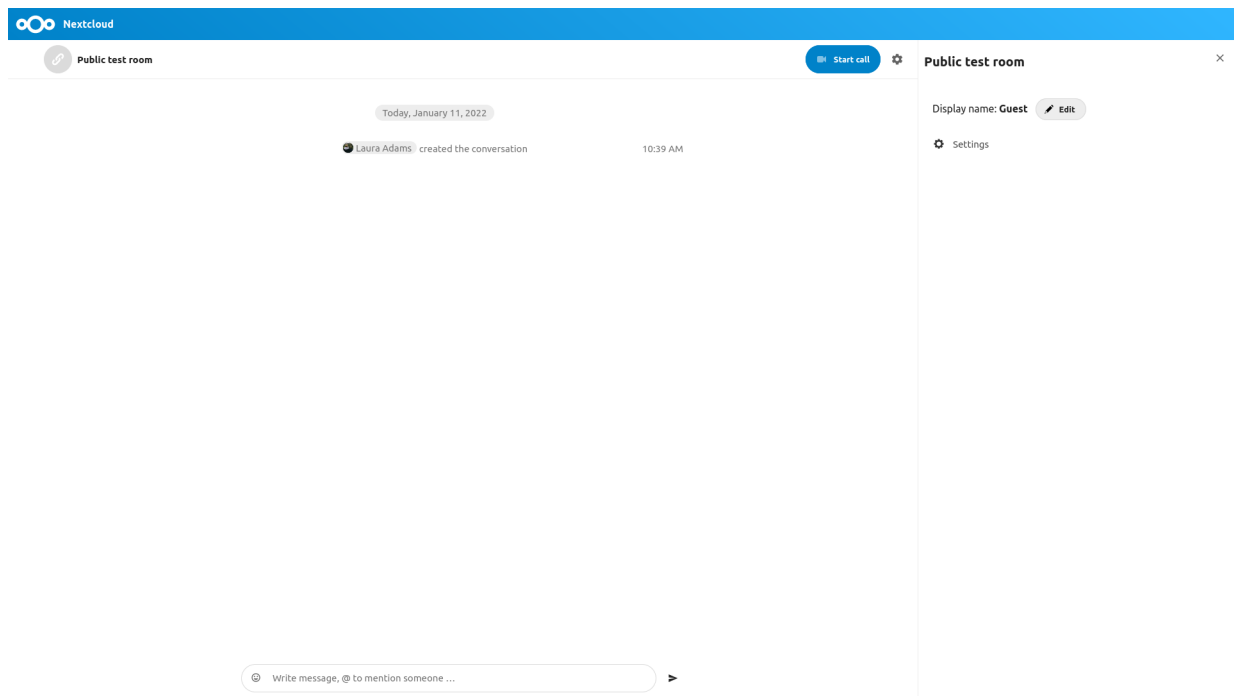 Nextcloud
Public test room
Start call
Today, January 11, 2022
Laura Adams created the conversation 10:39 AM
Write message, @ to mention someone …
Public test room
Display name: Guest Edit
Settings